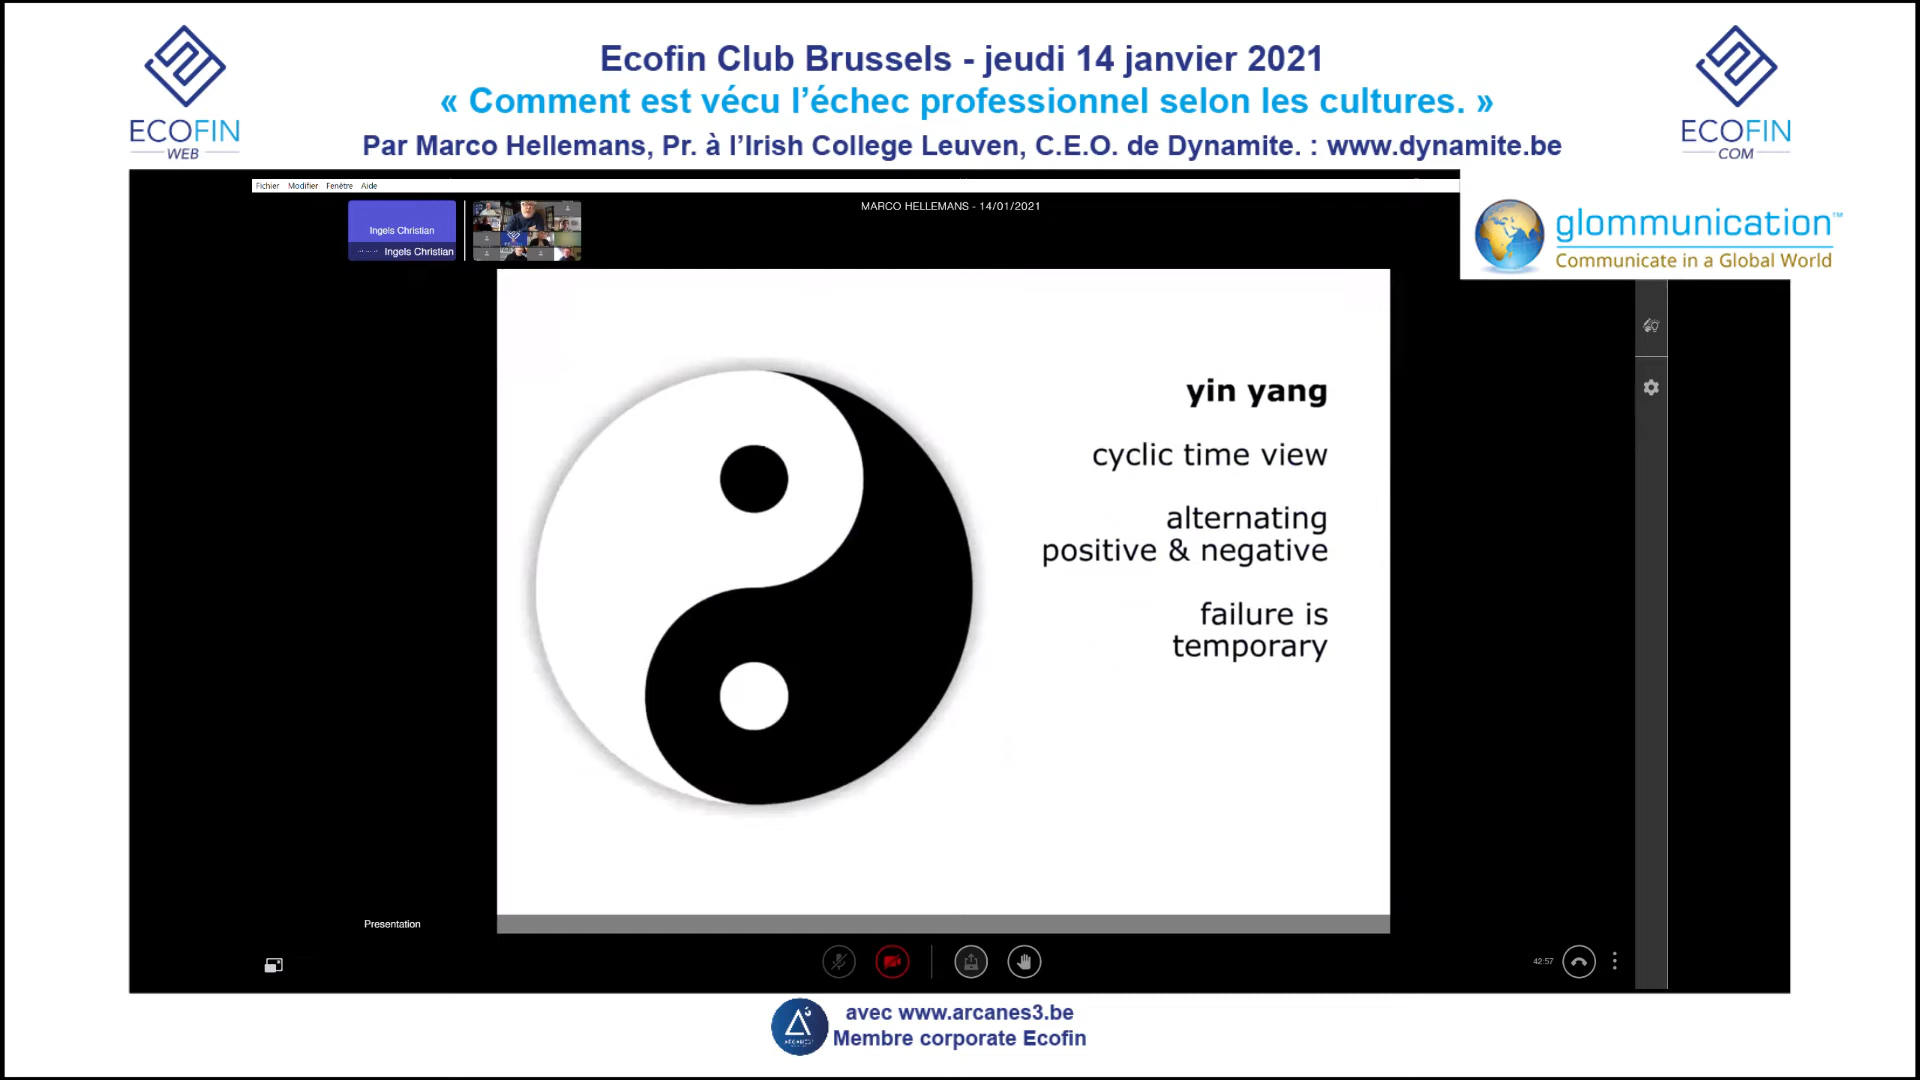 Ecofin Club Brussels - jeudi 14 janvier 2021
« Comment est vécu l’échec professionnel selon les cultures. »
Par Marco Hellemans, Pr. à l’Irish College Leuven, C.E.O. de Dynamite. : www.dynamite.be
ECOFIN
WEB
ECOFIN
COM
Fichier Modifier Fenêtre Aide
MARCO HELLEMANS - 14/01/2021
Ingels Christian
Ingels Christian
glommunication™
Communicate in a Global World
yin yang
cyclic time view
alternating
positive & negative
failure is
temporary
Presentation
42:57
avec www.arcanes3.be
Membre corporate Ecofin